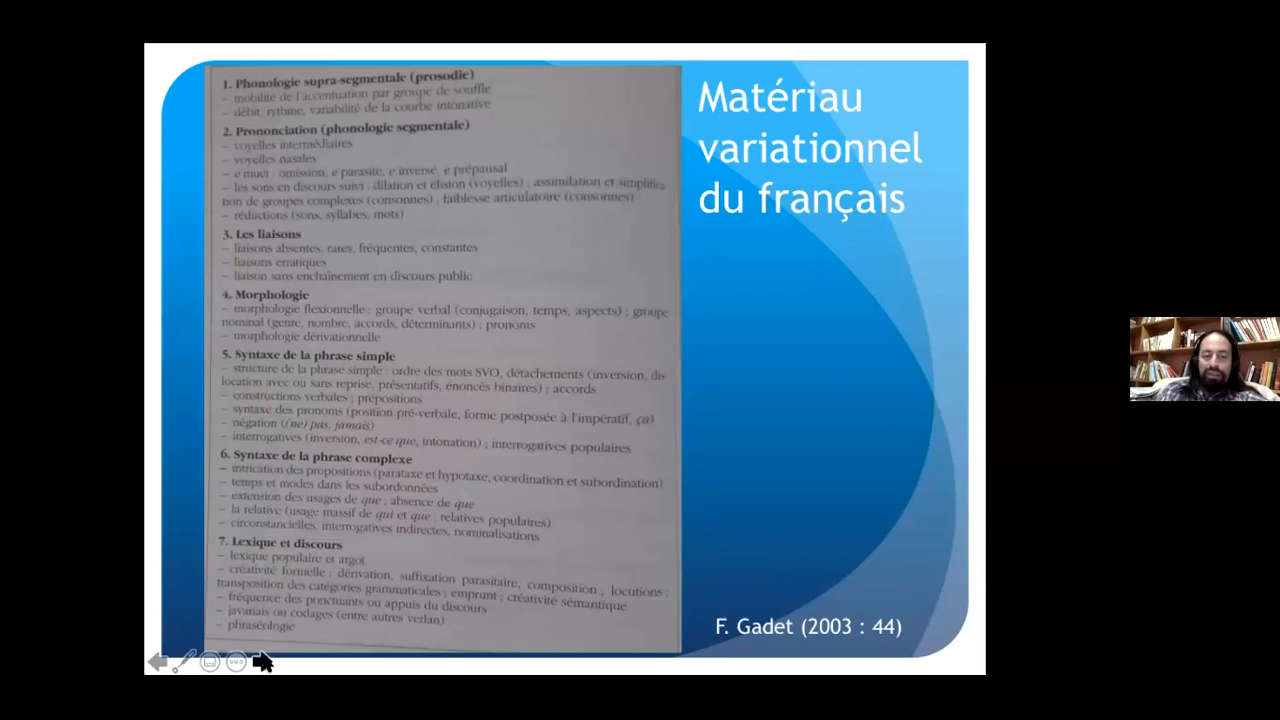 1. Phonologie supra-segmentale (prosodie)
– mobilité de l'accentuation par groupe de souffle
– débit, rythme, variabilité de la courbe intonative
2. Prononciation (phonologie segmentale)
– voyelles intermédiaires
– voyelles nasales
– e muet : omission, e parasite, e inversé, e prépausal
– les sons en discours suivi : dilation et élision (voyelles) ; assimilation et simplifica-
tion de groupes complexes (consonnes) ; faiblesse articulatoire (consonnes)
– réductions (sons, syllabes, mots)
3. Les liaisons
– liaisons absentes, rares, fréquentes, constantes
– liaisons erratiques
– liaison sans enchaînement en discours public
4. Morphologie
– morphologie flexionnelle : groupe verbal (conjugaison, temps, aspects) ; groupe
nominal (genre, nombre, accords, déterminants) ; pronoms
– morphologie dérivationnelle
5. Syntaxe de la phrase simple
– structure de la phrase simple : ordre des mots SVO, détachements (inversion, dis-
location avec ou sans reprise, présentatifs, énoncés binaires) ; accords
– constructions verbales ; prépositions
– syntaxe des pronoms (position pré-verbale, forme postposée à l'impératif, ça)
– négation ((ne) pas, jamais)
– interrogatives (inversion, est-ce que, intonation) ; interrogatives populaires
6. Syntaxe de la phrase complexe
– intrication des propositions (parataxe et hypotaxe, coordination et subordination)
– temps et modes dans les subordonnées
– extension des usages de que ; absence de que
– la relative (usage massif de qui et que ; relatives populaires)
– circonstancielles, interrogatives indirectes, nominalisations
7. Lexique et discours
– lexique populaire et argot
– créativité formelle : dérivation, suffixation parasitaire, composition ; locutions ;
transposition des catégories grammaticales ; emprunt ; créativité sémantique
– fréquence des ponctuants ou appuis du discours
– javanais ou codages (entre autres verlan)
– phraséologie
Matériau
variationnel
du français
F. Gadet (2003 : 44)